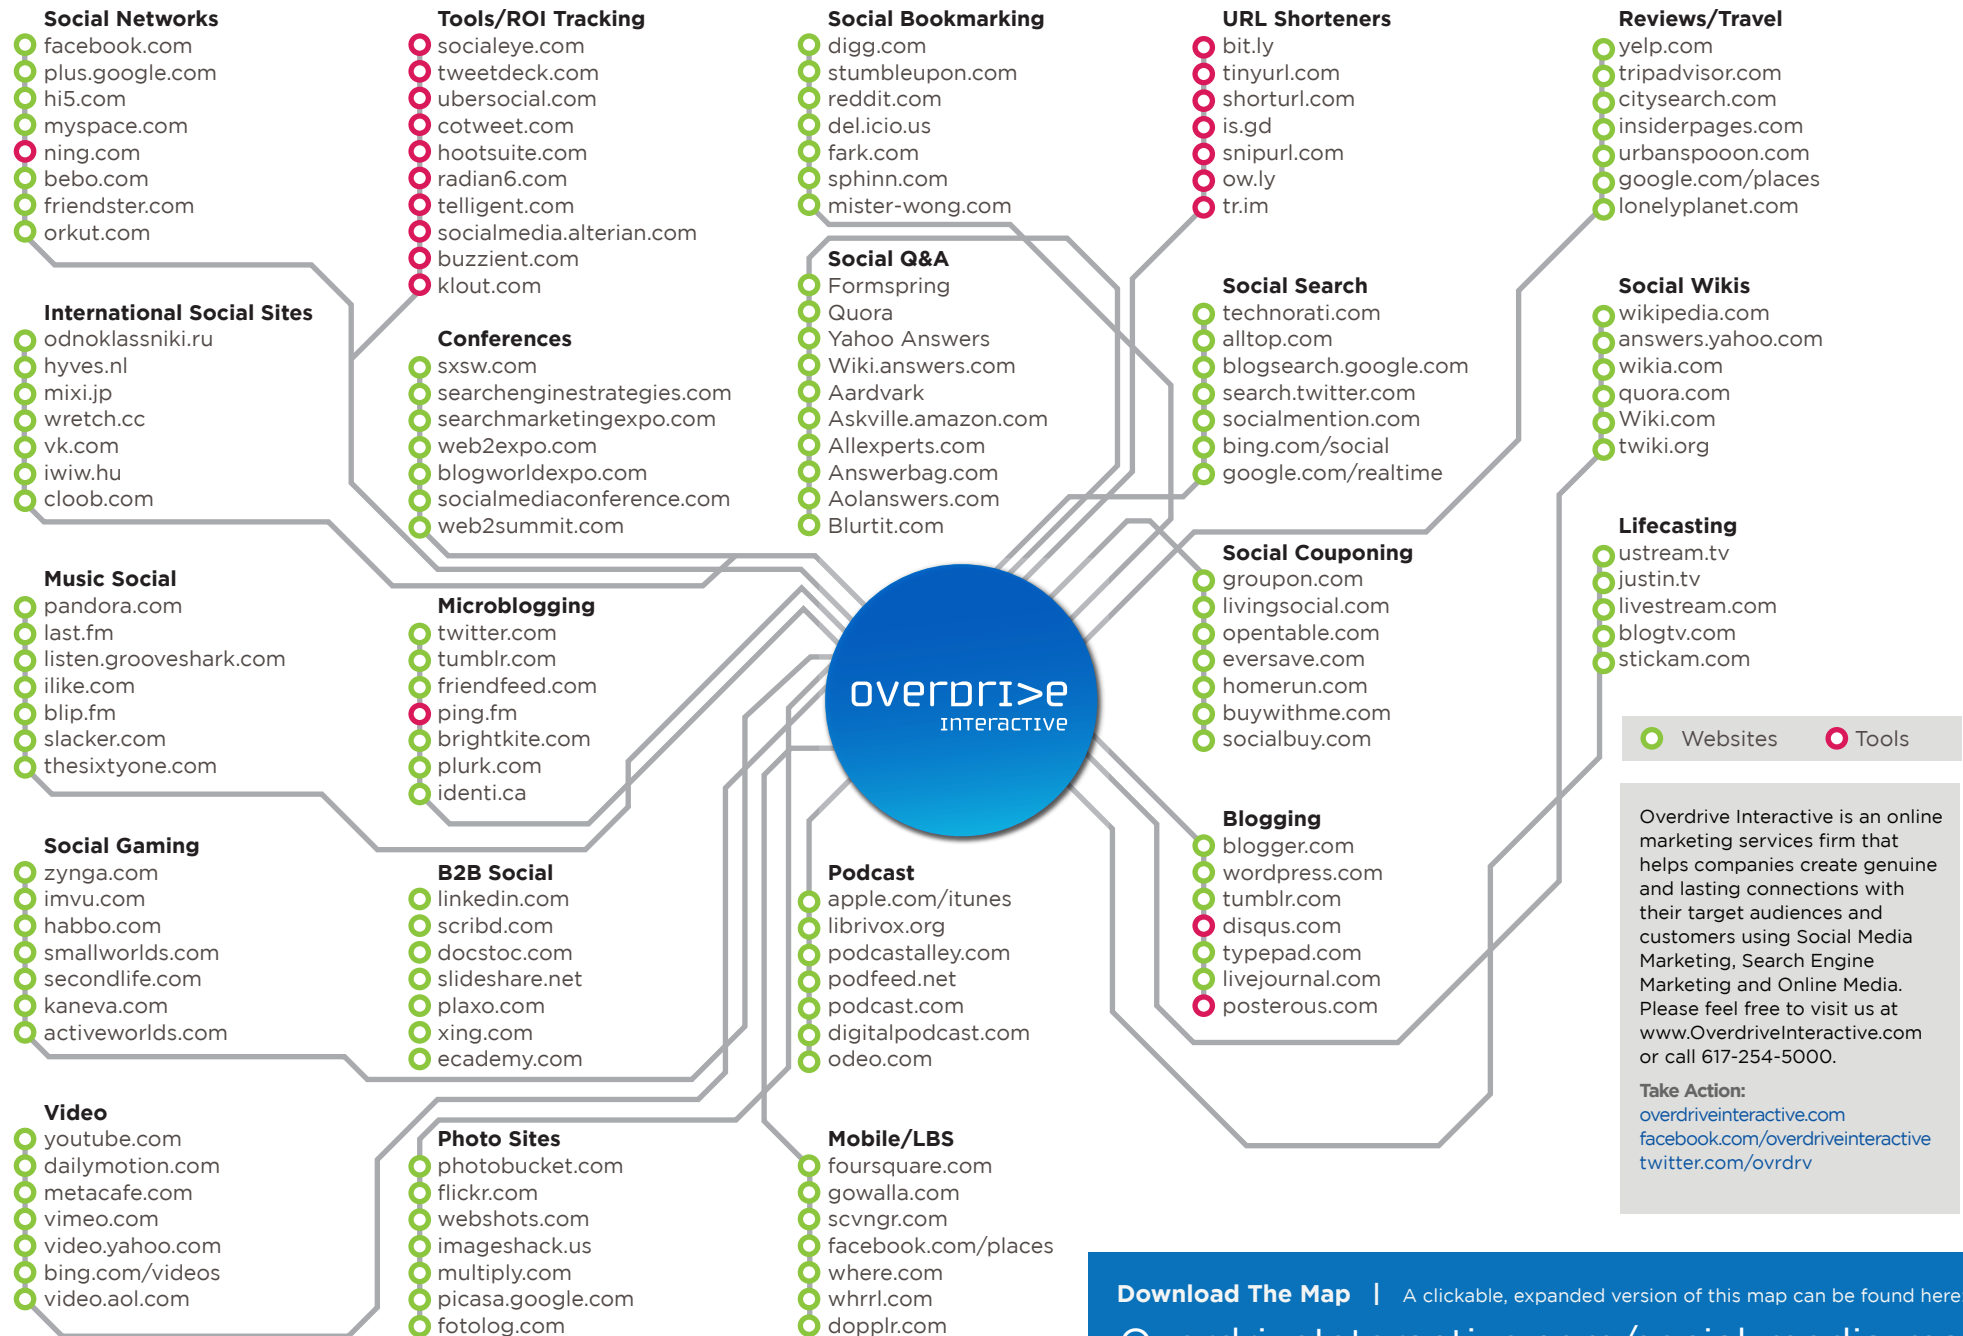 Social Networks
facebook.com
plus.google.com
hi5.com
myspace.com
ning.com
bebo.com
friendster.com
orkut.com
International Social Sites
odnoklassniki.ru
hyves.nl
mixi.jp
wretch.cc
vk.com
iwiw.hu
cloob.com
Music Social
pandora.com
last.fm
listen.grooveshark.com
ilike.com
blip.fm
slacker.com
thesixtyone.com
Social Gaming
zynga.com
imvu.com
habbo.com
smallworlds.com
secondlife.com
kaneva.com
activeworlds.com
Video
youtube.com
dailymotion.com
metacafe.com
vimeo.com
video.yahoo.com
bing.com/videos
video.aol.com
Tools/ROI Tracking
socialeye.com
tweetdeck.com
ubersocial.com
cotweet.com
hootsuite.com
radian6.com
telligent.com
socialmedia.alterian.com
buzzient.com
klout.com
Conferences
sxsw.com
searchenginestrategies.com
searchmarketingexpo.com
web2expo.com
blogworldexpo.com
socialmediaconference.com
web2summit.com
Microblogging
twitter.com
tumblr.com
friendfeed.com
ping.fm
brightkite.com
plurk.com
identi.ca
B2B Social
linkedin.com
scribd.com
docstoc.com
slideshare.net
plaxo.com
xing.com
ecademy.com
Photo Sites
photobucket.com
flickr.com
webshots.com
imageshack.us
multiply.com
picasa.google.com
fotolog.com
Social Bookmarking
digg.com
stumbleupon.com
reddit.com
del.icio.us
fark.com
sphinn.com
mister-wong.com
Social Q&A
Formspring
Quora
Yahoo Answers
Wiki.answers.com
Aardvark
Askville.amazon.com
Allexperts.com
Answerbag.com
Aolanswers.com
Blurtit.com
overdrive
interactive
Podcast
apple.com/itunes
librivox.org
podcastalley.com
podfeed.net
podcast.com
digitalpodcast.com
odeo.com
Mobile/LBS
foursquare.com
gowalla.com
scvngr.com
facebook.com/places
where.com
whrrl.com
dopplr.com
URL Shorteners
bit.ly
tinyurl.com
shorturl.com
is.gd
snipurl.com
ow.ly
tr.im
Social Search
technorati.com
alltop.com
blogsearch.google.com
search.twitter.com
socialmention.com
bing.com/social
google.com/realtime
Social Couponing
groupon.com
livingsocial.com
opentable.com
eversave.com
homerun.com
buywithme.com
socialbuy.com
Blogging
blogger.com
wordpress.com
tumblr.com
disqus.com
typepad.com
livejournal.com
posterous.com
Reviews/Travel
yelp.com
tripadvisor.com
citysearch.com
insiderpages.com
urbanspooon.com
google.com/places
lonelyplanet.com
Social Wikis
wikipedia.com
answers.yahoo.com
wikia.com
quora.com
Wiki.com
twiki.org
Lifecasting
ustream.tv
justin.tv
livestream.com
blogtv.com
stickam.com
Websites Tools
Overdrive Interactive is an online
marketing services firm that
helps companies create genuine
and lasting connections with
their target audiences and
customers using Social Media
Marketing, Search Engine
Marketing and Online Media.
Please feel free to visit us at
www.OverdriveInteractive.com
or call 617-254-5000.
Take Action:
overdriveinteractive.com
facebook.com/overdriveinteractive
twitter.com/ovrdrv
Download The Map | A clickable, expanded version of this map can be found here: